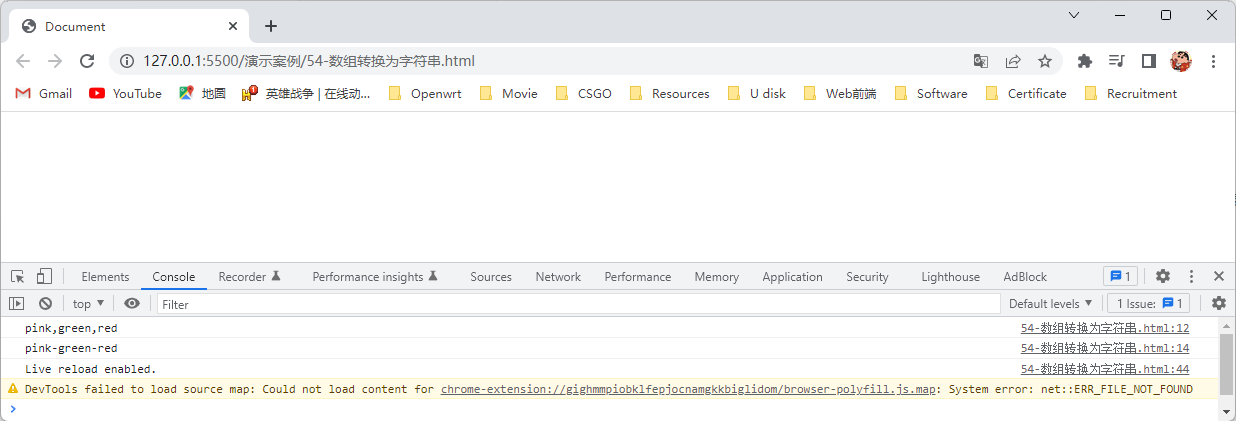 Document
127.0.0.1:5500/演示案例/54-数组转换为字符串.html
Gmail YouTube 地图 英雄战争 | 在线动... Openwrt Movie CSGO Resources U disk Web前端 Software Certificate Recruitment
Elements Console Recorder Performance insights Sources Network Performance Memory Application Security Lighthouse AdBlock 1
top Filter Default levels 1 Issue: 1
pink,green,red 54-数组转换为字符串.html:12
pink-green-red 54-数组转换为字符串.html:14
Live reload enabled. 54-数组转换为字符串.html:44
DevTools failed to load source map: Could not load content for chrome-extension://gighmmpiobklfepjocnamgkkbiglidom/browser-polyfill.js.map: System error: net::ERR_FILE_NOT_FOUND